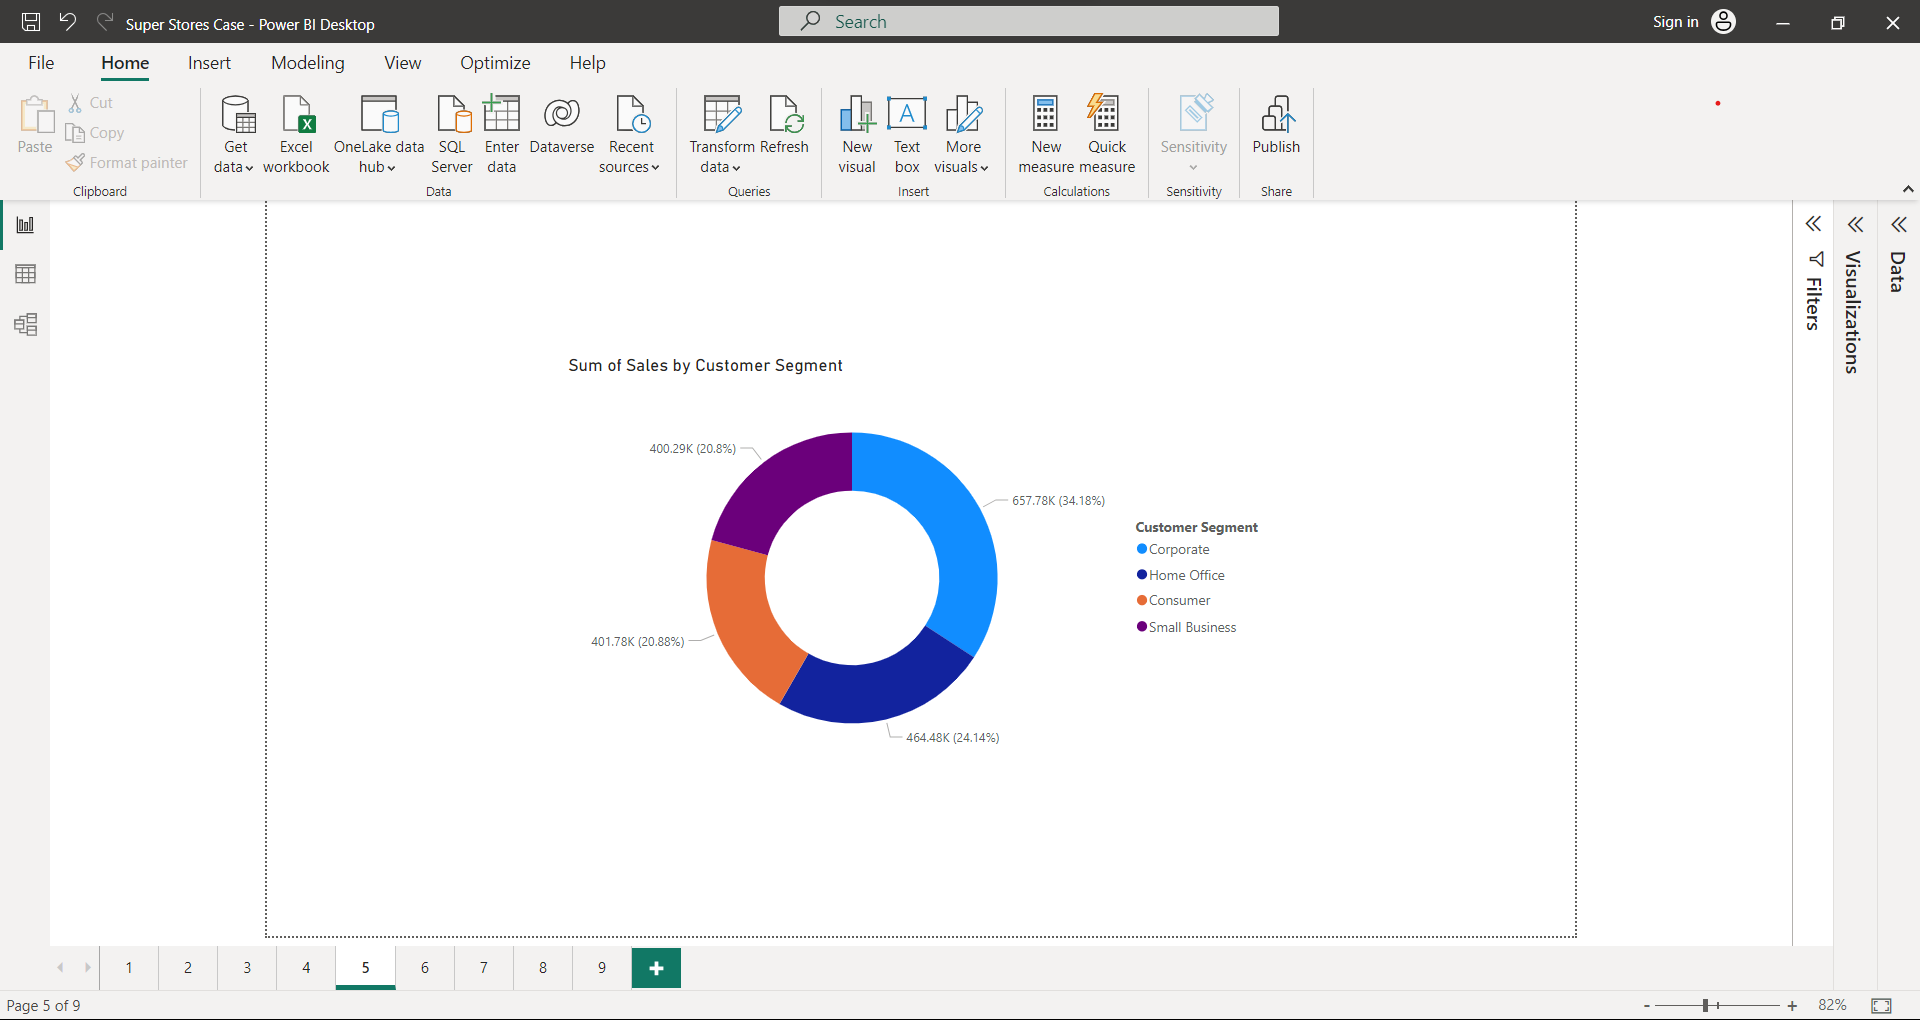 Super Stores Case - Power BI Desktop
Search
Sign in
File
Home
Insert
Modeling
View
Optimize
Help
Paste
Cut
Copy
Format painter
Clipboard
Get
data
Excel
workbook
OneLake data
hub
SQL
Server
Enter
data
Dataverse
Recent
sources
Data
Transform
data
Refresh
Queries
New
visual
A
Text
box
More
visuals
Insert
New
measure
Quick
measure
Calculations
Sensitivity
Sensitivity
Publish
Share
Filters
Visualizations
Data
Sum of Sales by Customer Segment
400.29K (20.8%)
657.78K (34.18%)
401.78K (20.88%)
464.48K (24.14%)
Customer Segment
Corporate
Home Office
Consumer
Small Business
1
2
3
4
5
6
7
8
9
Page 5 of 9
82%